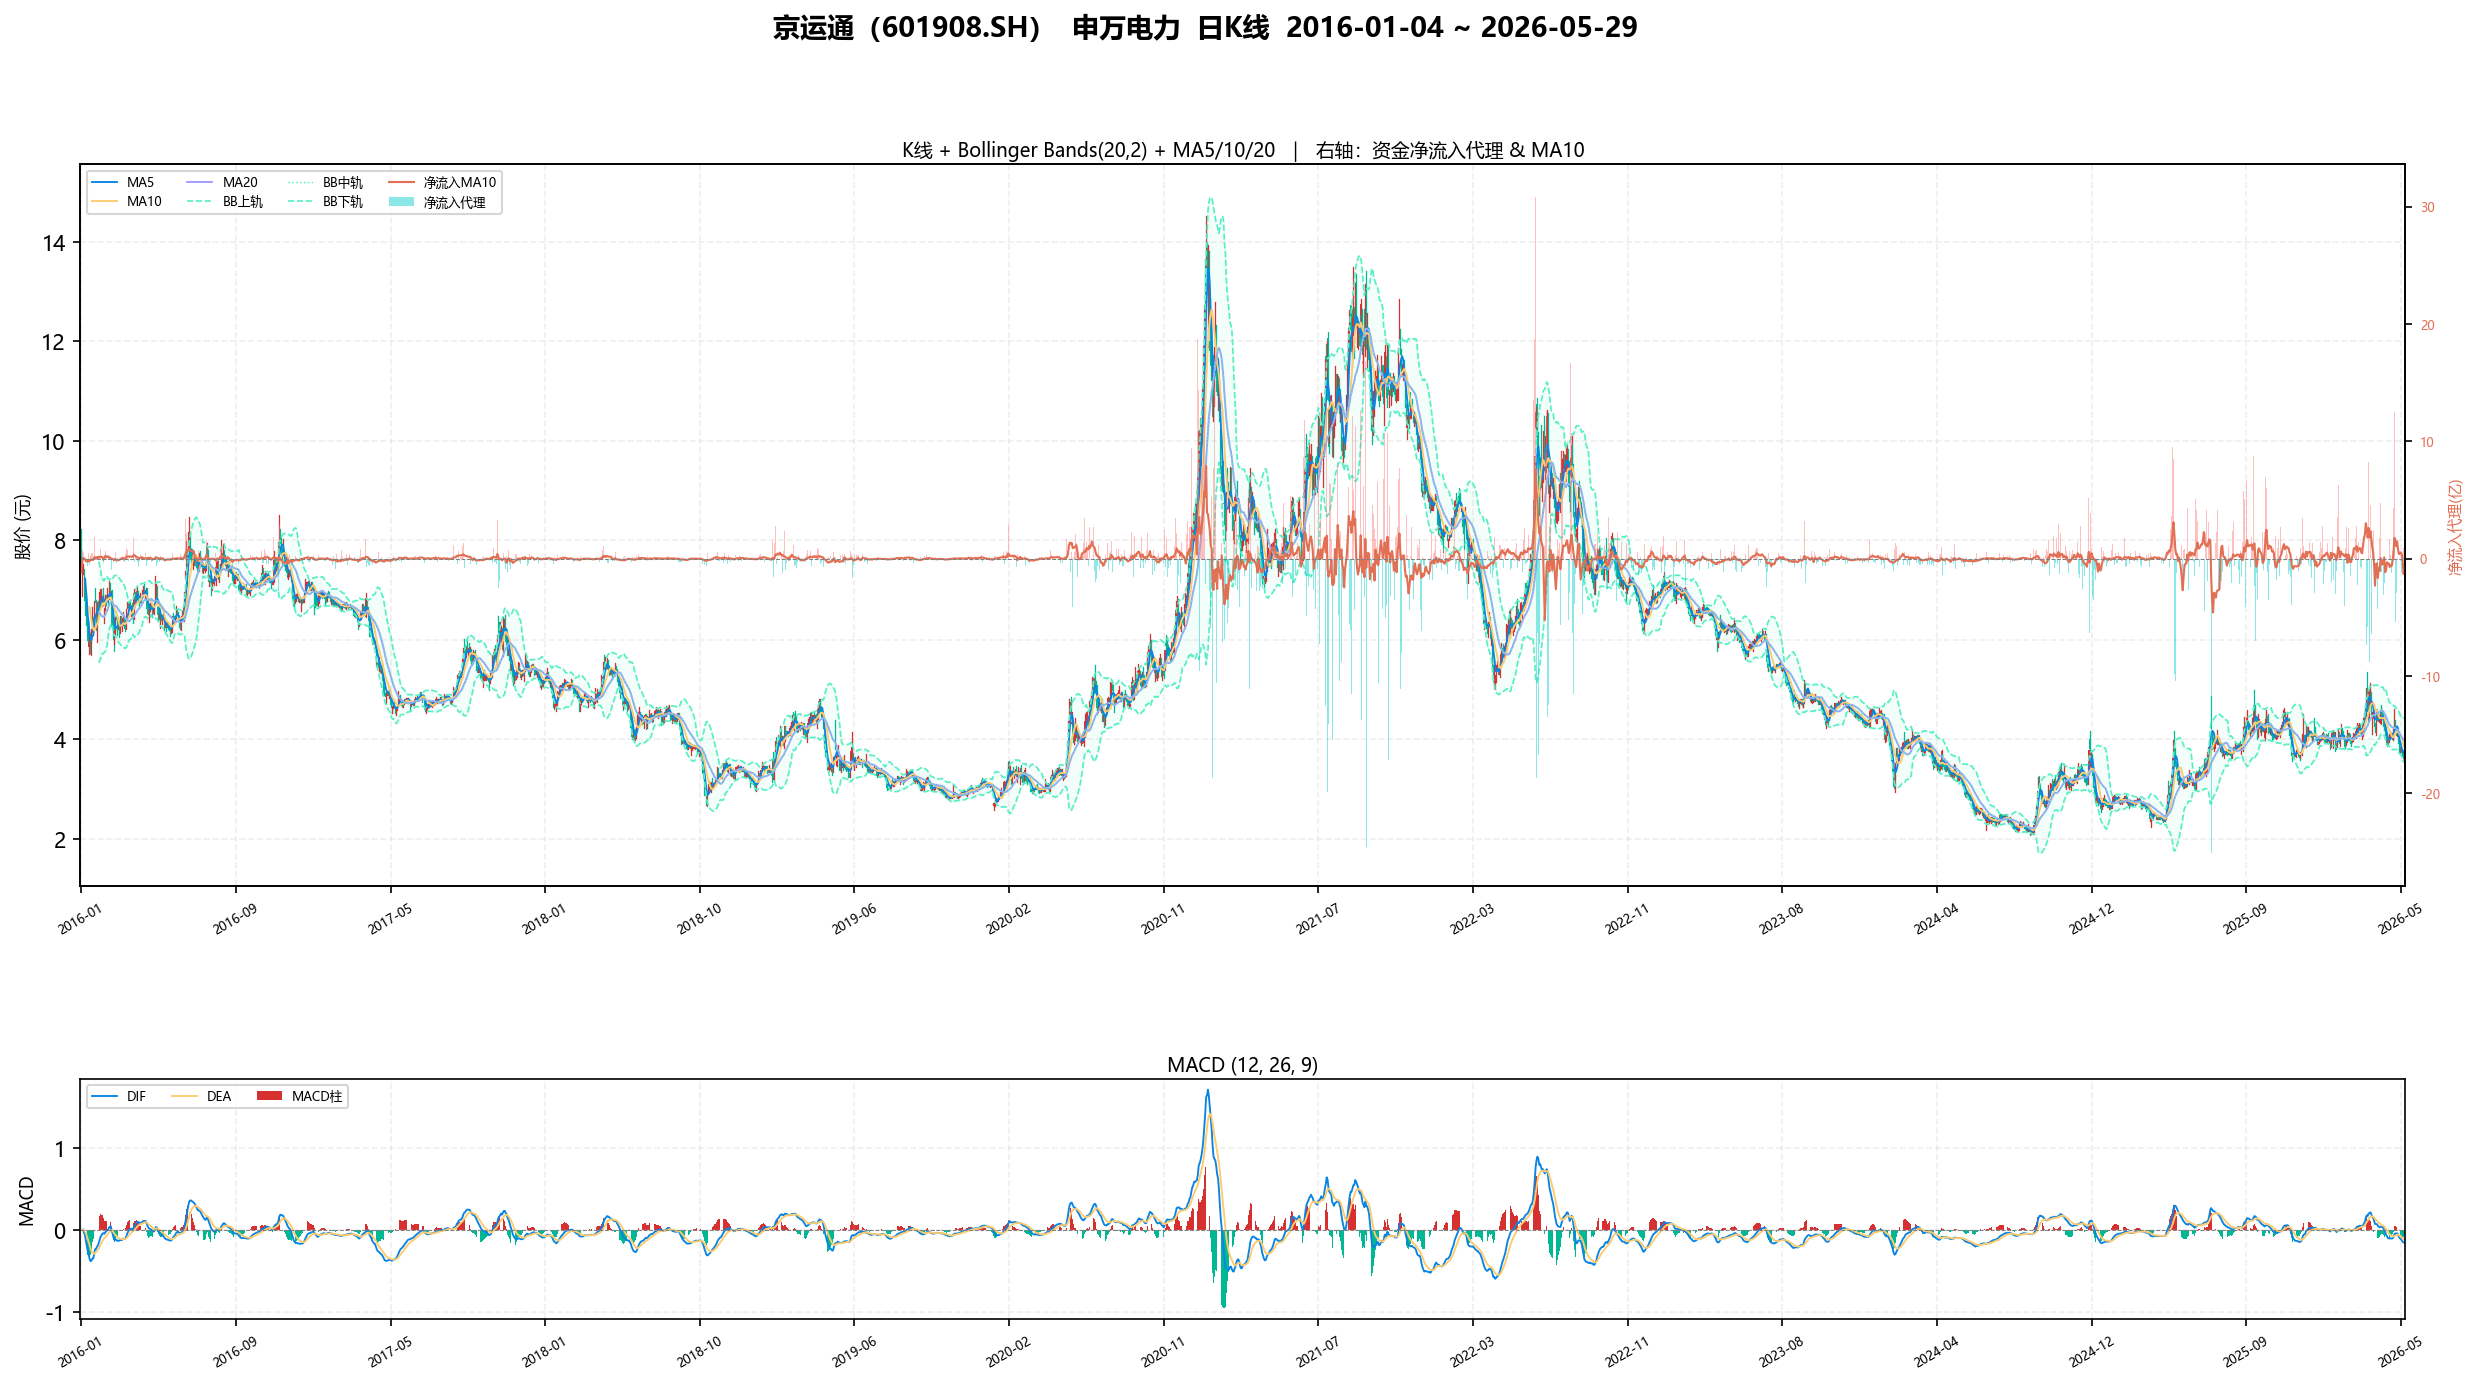 京运通（601908.SH） 申万电力 日K线 2016-01-04 ~ 2026-05-29
K线 + Bollinger Bands(20,2) + MA5/10/20 | 右轴：资金净流入代理 & MA10
MA5 MA20 BB中轨 净流入MA10
MA10 BB上轨 BB下轨 净流入代理
股价 (元)
14
12
10
8
6
4
2
30
20
10
0
-10
-20
净流入代理(亿)
2016-01 2016-09 2017-05 2018-01 2018-10 2019-06 2020-02 2020-11 2021-07 2022-03 2022-11 2023-08 2024-04 2024-12 2025-09 2026-05
MACD (12, 26, 9)
DIF DEA MACD柱
MACD
1
0
-1
2016-01 2016-09 2017-05 2018-01 2018-10 2019-06 2020-02 2020-11 2021-07 2022-03 2022-11 2023-08 2024-04 2024-12 2025-09 2026-05